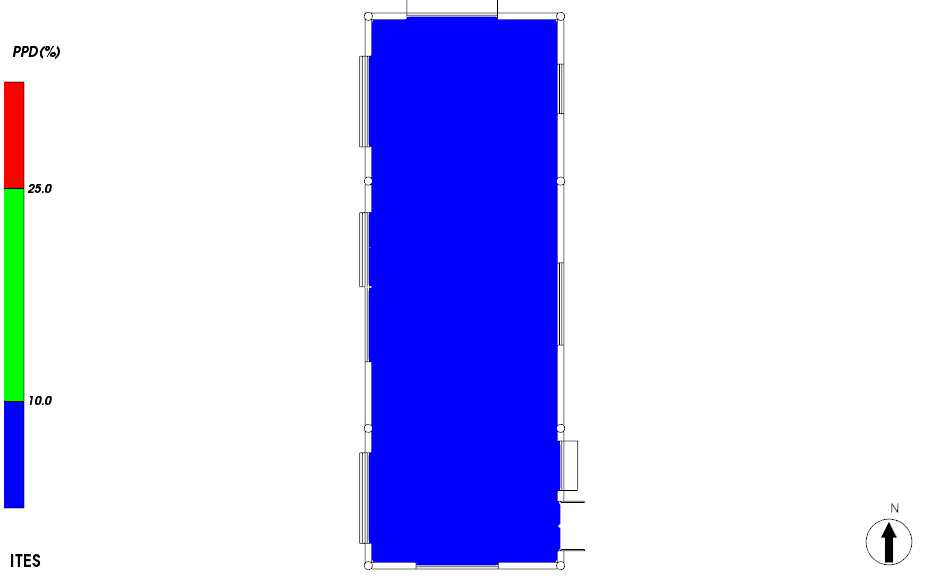 PPD(%)
25.0
10.0
N
ITES